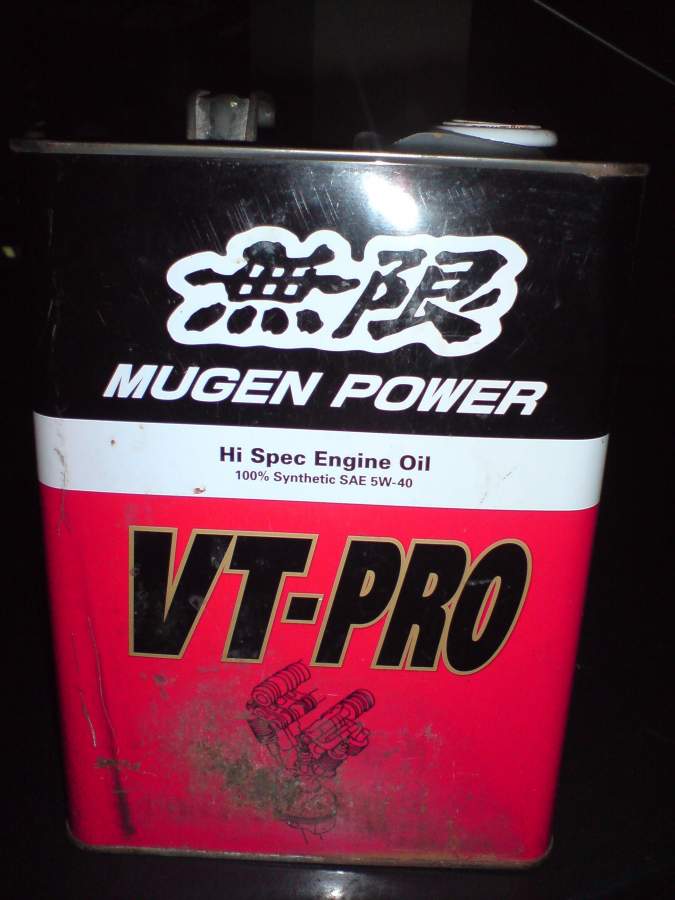 無限
MUGEN POWER
Hi Spec Engine Oil
100% Synthetic SAE 5W-40
VT-PRO